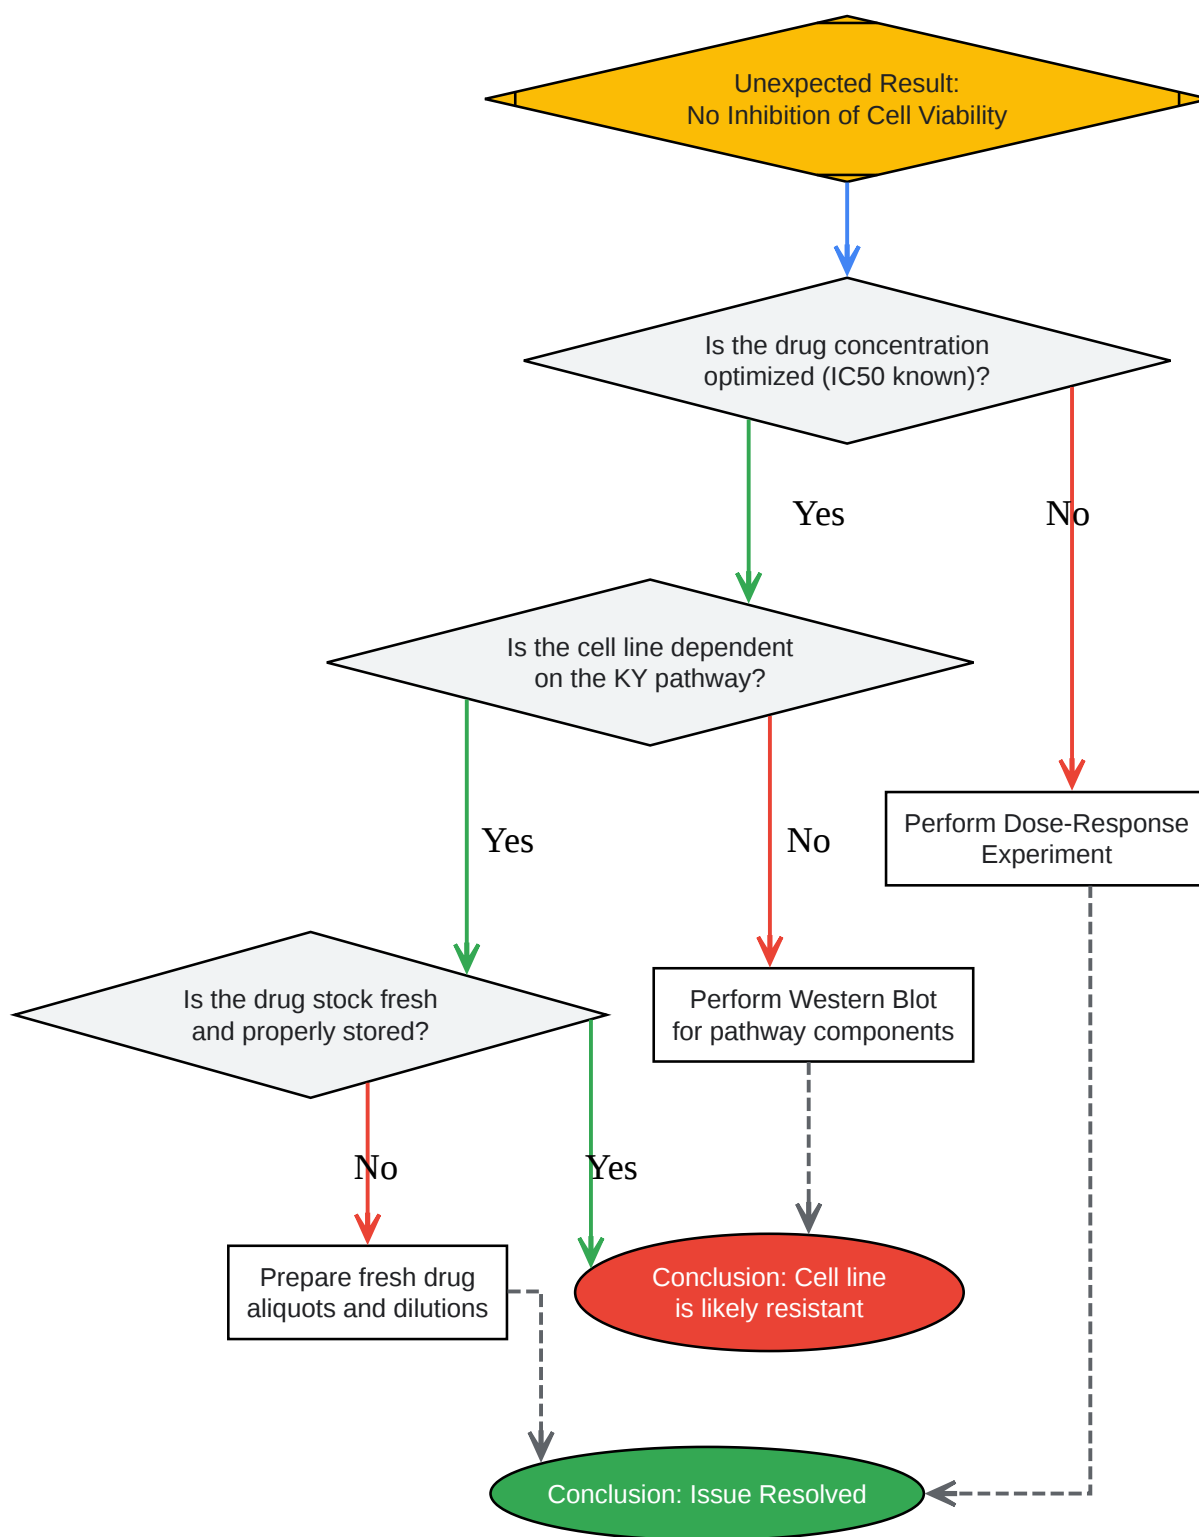 Unexpected Result:
No Inhibition of Cell Viability
Is the drug concentration
optimized (IC50 known)?
Yes
No
Is the cell line dependent
on the KY pathway?
Yes
No
Perform Dose-Response
Experiment
Is the drug stock fresh
and properly stored?
Perform Western Blot
for pathway components
No
Yes
Prepare fresh drug
aliquots and dilutions
Conclusion: Cell line
is likely resistant
Conclusion: Issue Resolved